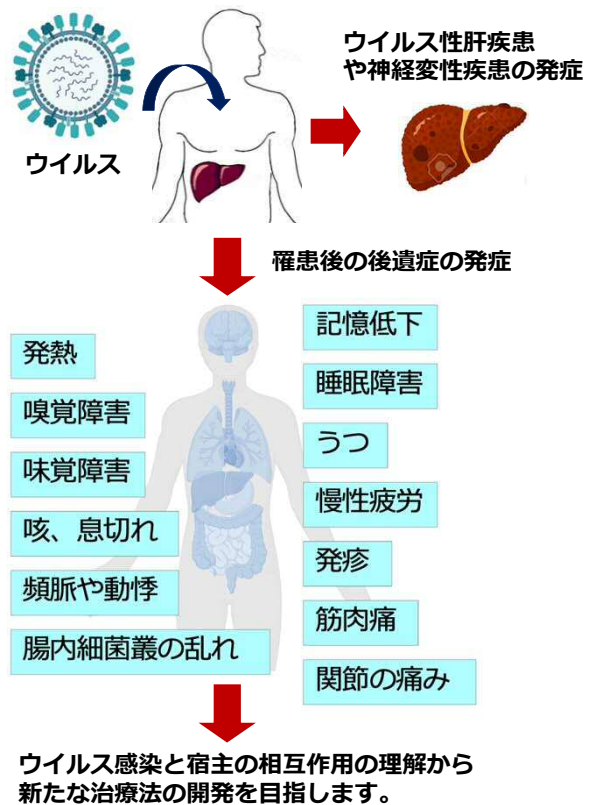 ウイルス性肝疾患
や神経変性疾患の発症
ウイルス
罹患後の後遺症の発症
発熱
嗅覚障害
味覚障害
咳、息切れ
頻脈や動悸
腸内細菌叢の乱れ
記憶低下
睡眠障害
うつ
慢性疲労
発疹
筋肉痛
関節の痛み
ウイルス感染と宿主の相互作用の理解から
新たな治療法の開発を目指します。